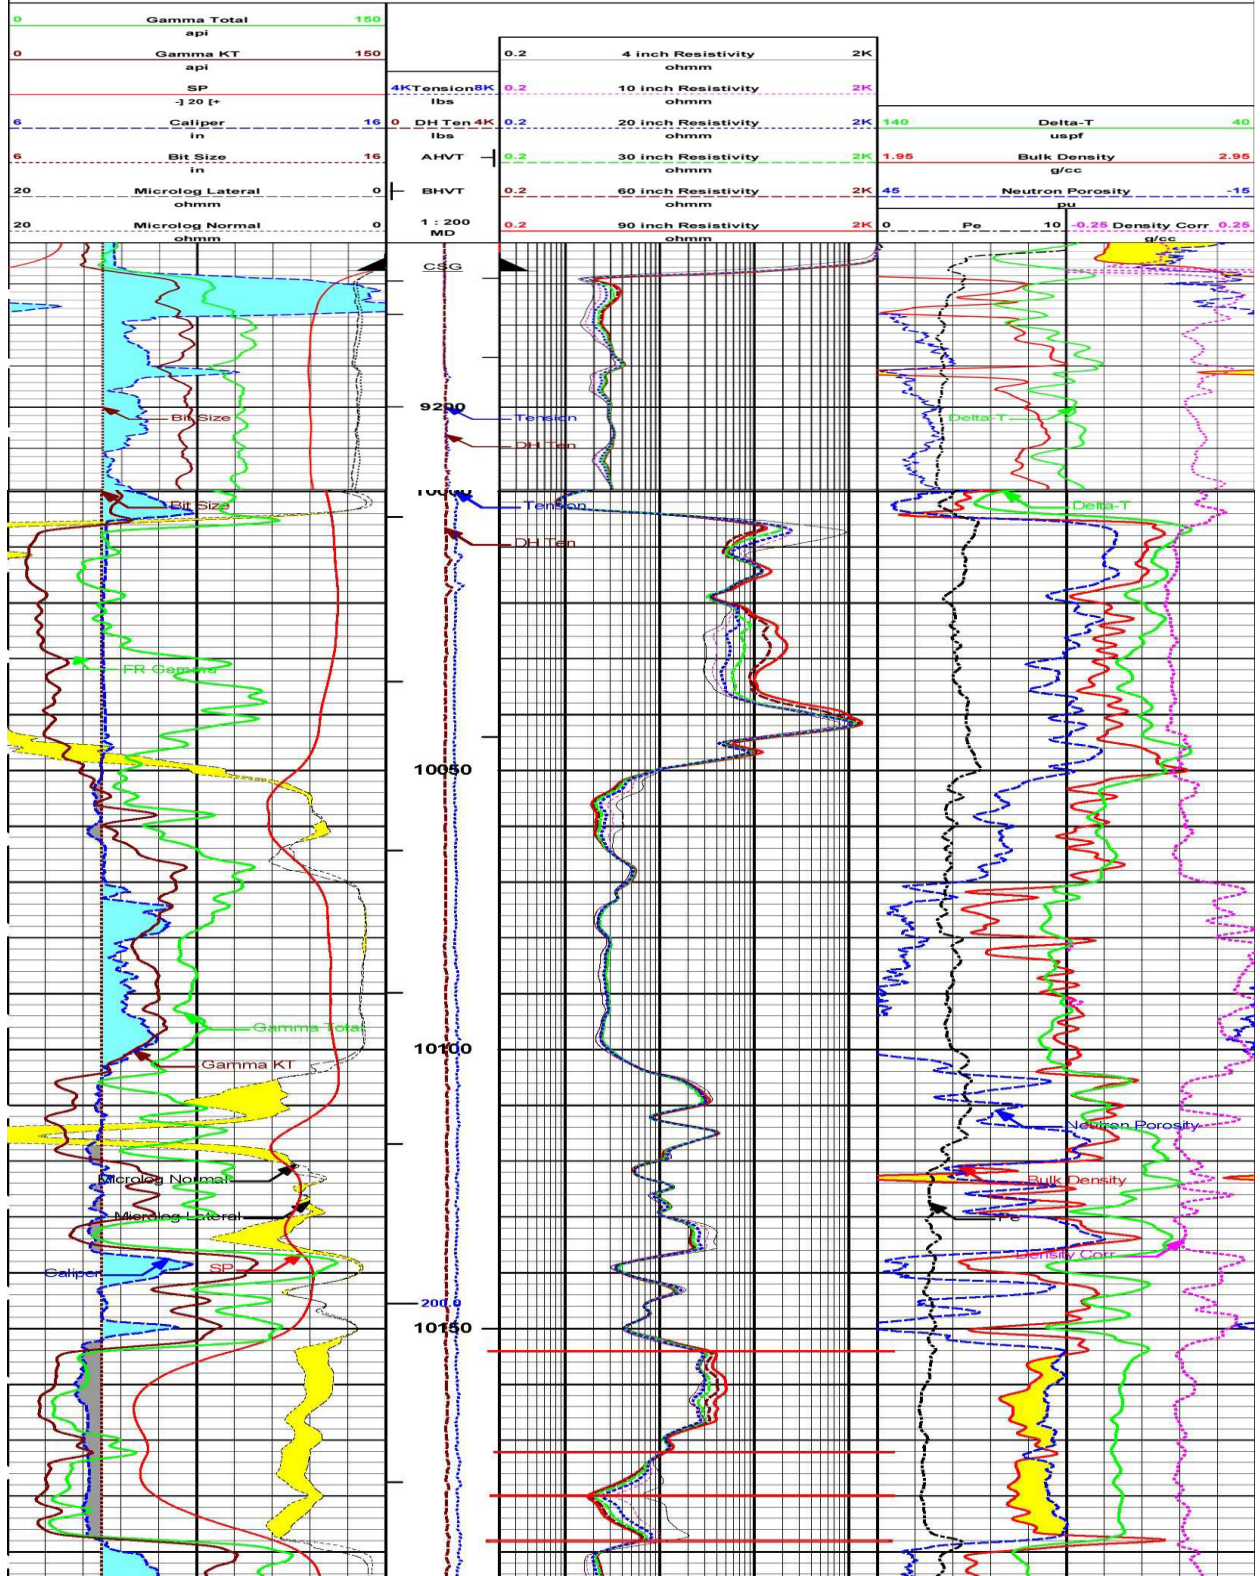 0 Gamma Total 150
api
0 Gamma KT 150
api
SP
-] 20 [+
6 Caliper 16
in
6 Bit Size 16
in
20 Microlog Lateral 0
ohmm
20 Microlog Normal 0
ohmm
4K Tension 8K
lbs
0 DH Ten 4K
lbs
AHVT
BHVT
1 : 200
MD
0.2 4 inch Resistivity 2K
ohmm
0.2 10 inch Resistivity 2K
ohmm
0.2 20 inch Resistivity 2K
ohmm
0.2 30 inch Resistivity 2K
ohmm
0.2 60 inch Resistivity 2K
ohmm
0.2 90 inch Resistivity 2K
ohmm
140 Delta-T 40
uspf
1.95 Bulk Density 2.95
g/cc
45 Neutron Porosity -15
pu
0 Pe 10 -0.25 Density Corr 0.25
g/cc
CSG
9200
Bit Size Tension Delta-T
DH Ten
10000
Bit Size Tension Delta-T
DH Ten
FR Gamma
10050
Gamma Total
10100
Gamma KT
Neutron Porosity
Microlog Normal Bulk Density
Microlog Lateral Pe
Density Corr
Caliper SP
200.0
10150